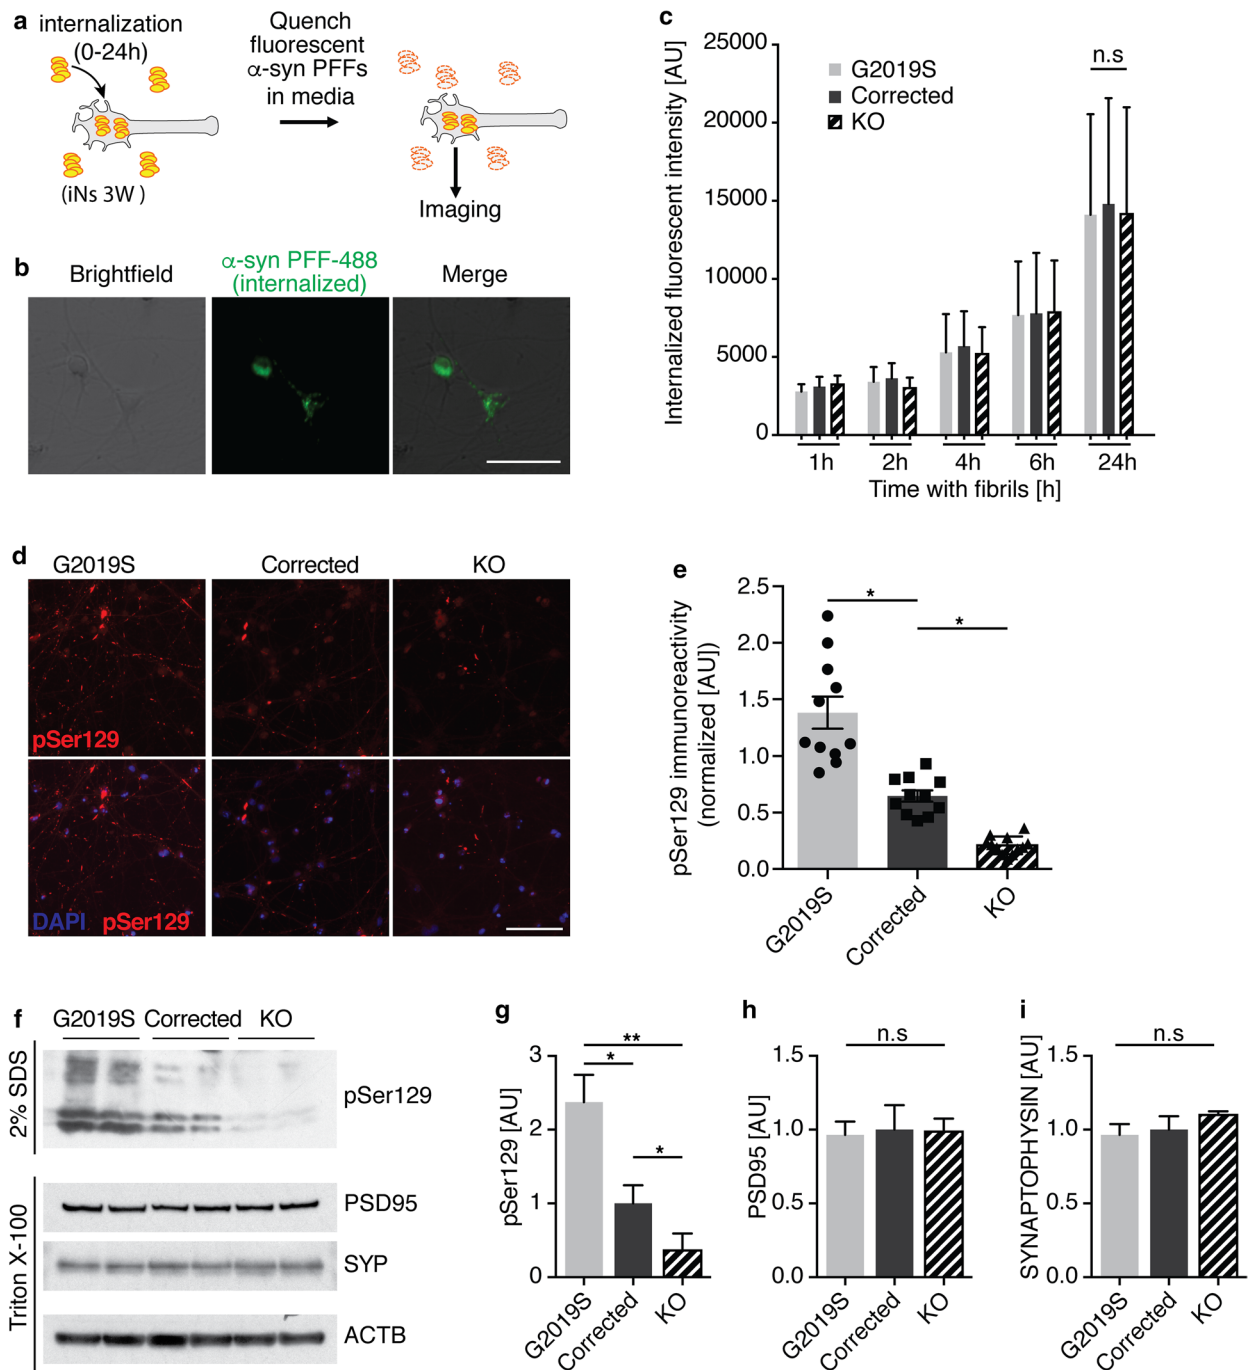 a
internalization
(0-24h)
(iNs 3W )
Quench
fluorescent
α-syn PFFs
in media
Imaging
b
Brightfield
α-syn PFF-488
(internalized)
Merge
c
Internalized fluorescent intensity [AU]
25000
20000
15000
10000
5000
0
G2019S
Corrected
KO
n.s
1h
2h
4h
6h
24h
Time with fibrils [h]
d
G2019S
Corrected
KO
pSer129
DAPI pSer129
e
pSer129 immunoreactivity
(normalized [AU])
2.5
2.0
1.5
1.0
0.5
0.0
*
*
G2019S
Corrected
KO
f
G2019S Corrected KO
2% SDS
pSer129
Triton X-100
PSD95
SYP
ACTB
g
pSer129 [AU]
3
2
1
0
**
*
*
G2019S
Corrected
KO
h
PSD95 [AU]
1.5
1.0
0.5
0.0
n.s
G2019S
Corrected
KO
i
SYNAPTOPHYSIN [AU]
1.5
1.0
0.5
0.0
n.s
G2019S
Corrected
KO